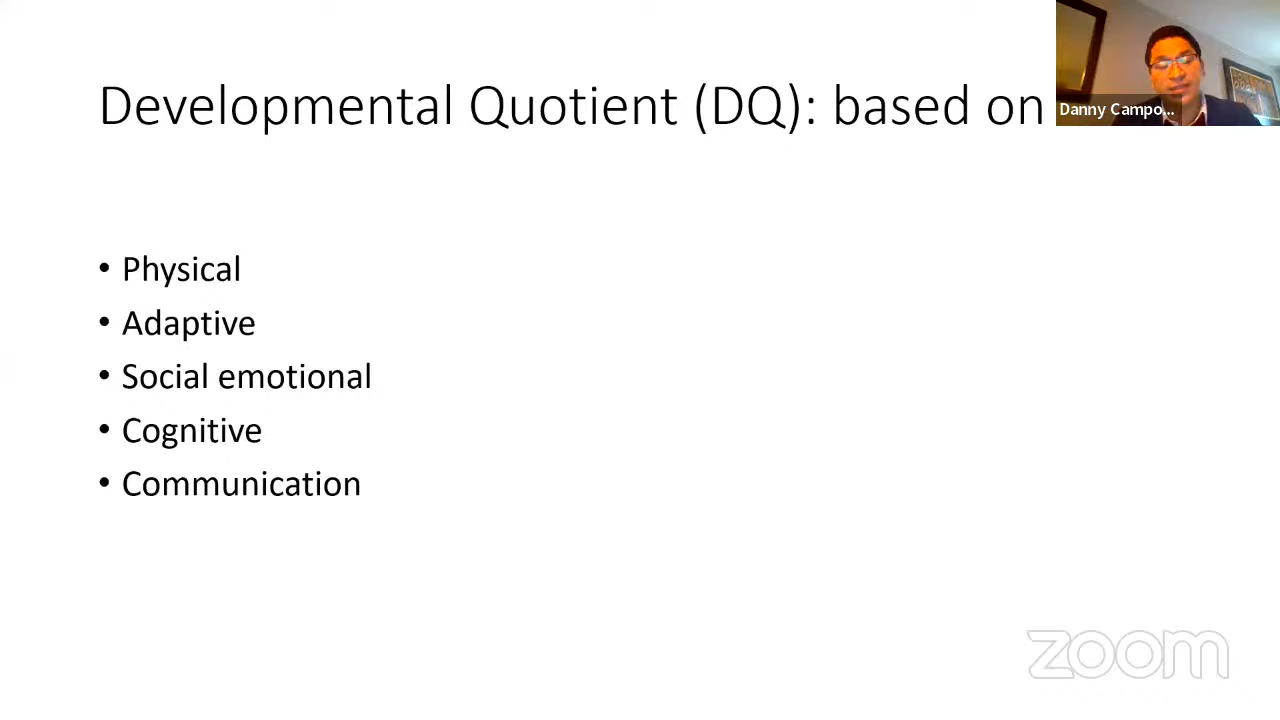 Developmental Quotient (DQ): based on
Danny Campo...
• Physical
• Adaptive
• Social emotional
• Cognitive
• Communication
zoom